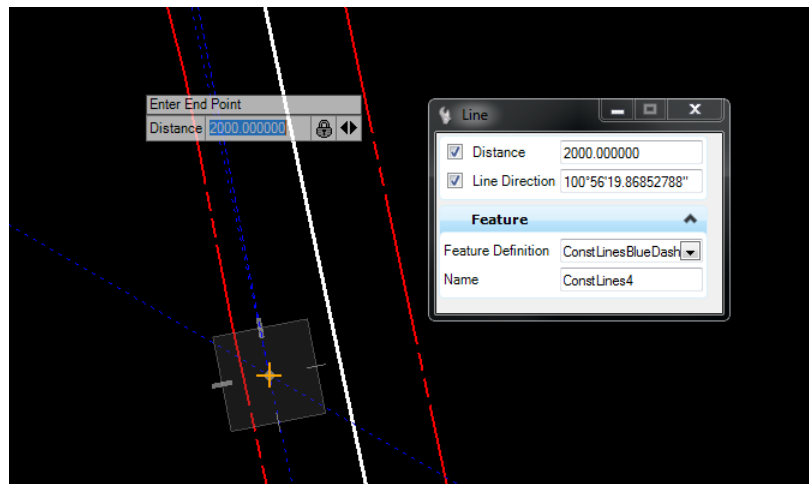 Enter End Point
Distance 2000.000000
Line
Distance 2000.000000
Line Direction 100°56'19.86852788"
Feature
Feature Definition ConstLinesBlueDash
Name ConstLines4